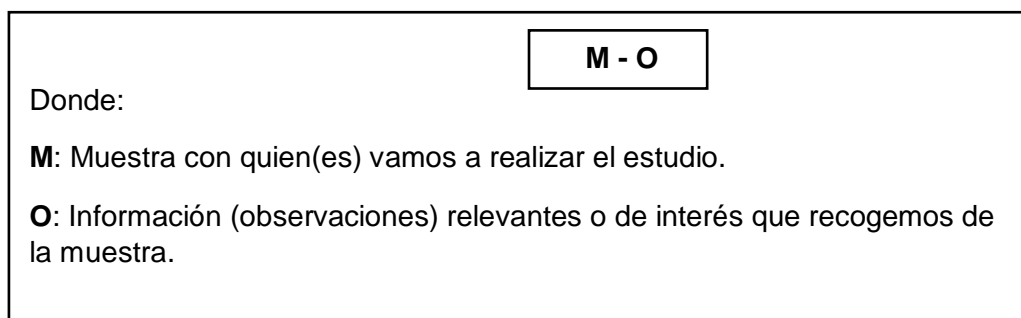 M - O
Donde:
M: Muestra con quien(es) vamos a realizar el estudio.
O: Información (observaciones) relevantes o de interés que recogemos de
la muestra.